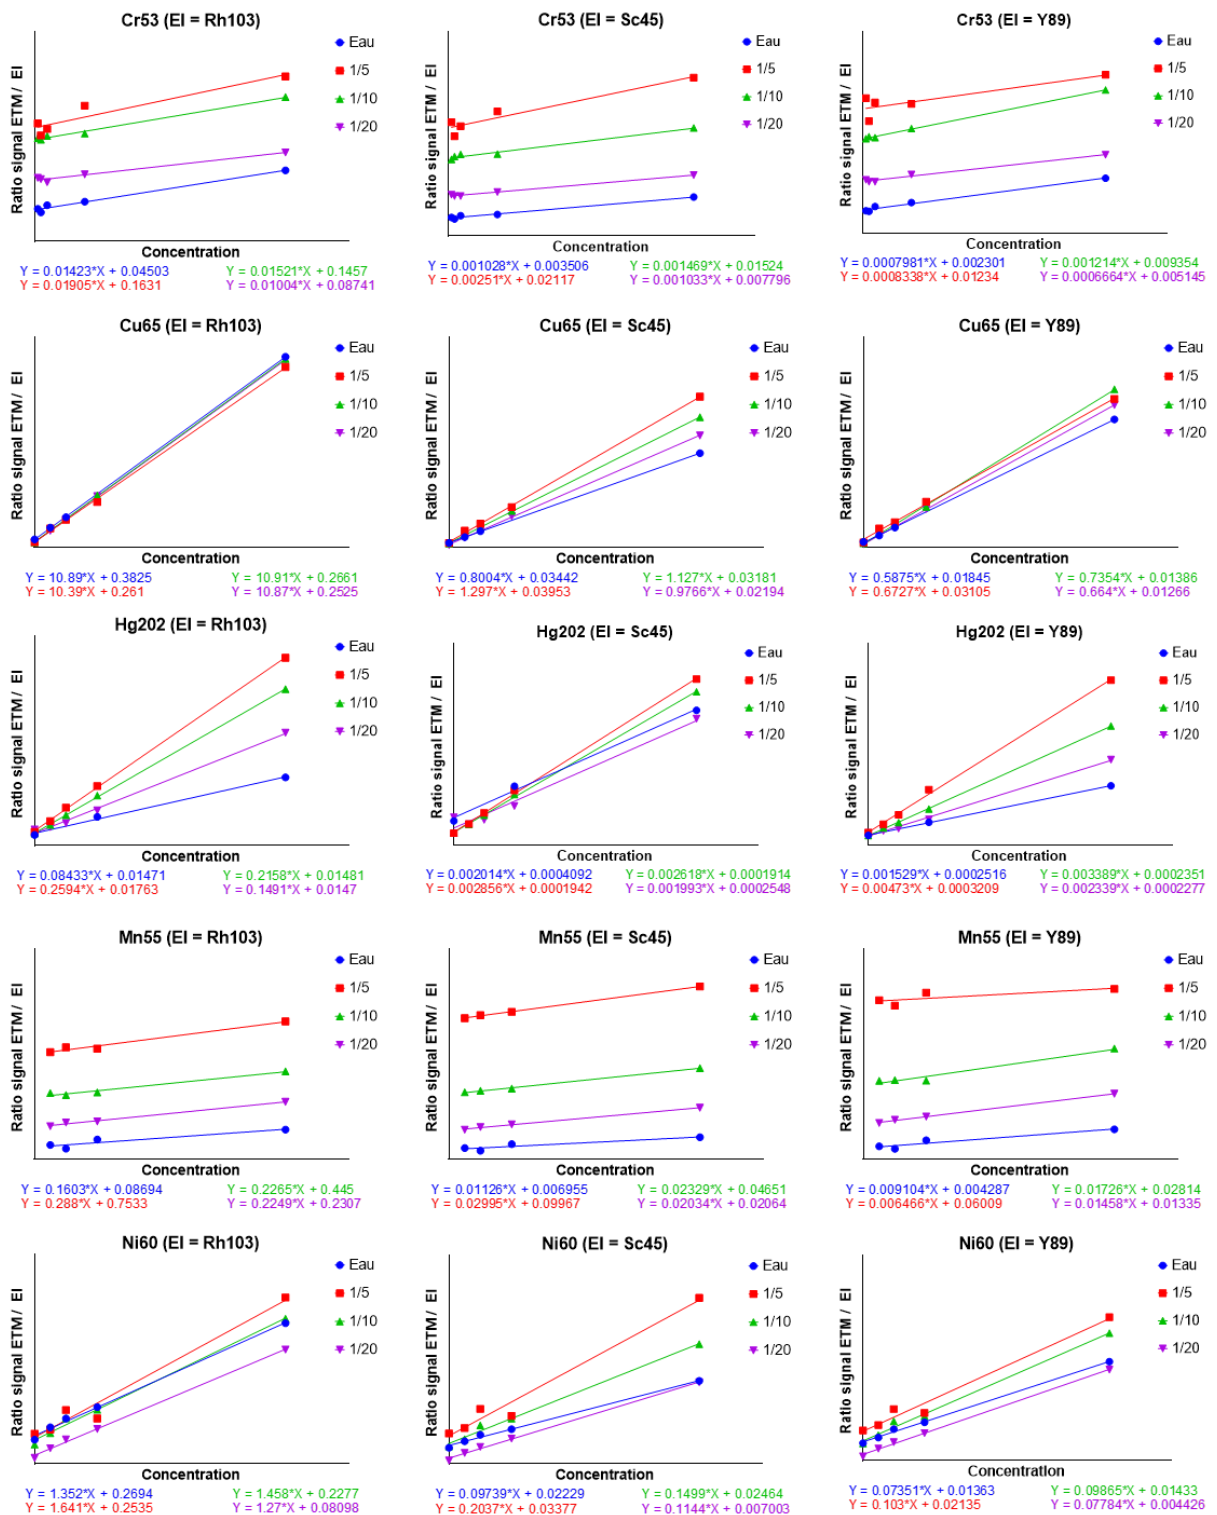 Cr53 (EI = Rh103)
Ratio signal ETM / EI
Eau
1/5
1/10
1/20
Concentration
Y = 0.01423*X + 0.04503
Y = 0.01521*X + 0.1457
Y = 0.01905*X + 0.1631
Y = 0.01004*X + 0.08741
Cr53 (EI = Sc45)
Ratio signal ETM / EI
Eau
1/5
1/10
1/20
Concentration
Y = 0.001028*X + 0.003506
Y = 0.001469*X + 0.01524
Y = 0.00251*X + 0.02117
Y = 0.001033*X + 0.007796
Cr53 (EI = Y89)
Ratio signal ETM / EI
Eau
1/5
1/10
1/20
Concentration
Y = 0.0007981*X + 0.002301
Y = 0.001214*X + 0.009354
Y = 0.0008338*X + 0.01234
Y = 0.0006664*X + 0.005145
Cu65 (EI = Rh103)
Ratio signal ETM / EI
Eau
1/5
1/10
1/20
Concentration
Y = 10.89*X + 0.3825
Y = 10.91*X + 0.2661
Y = 10.39*X + 0.261
Y = 10.87*X + 0.2525
Cu65 (EI = Sc45)
Ratio signal ETM / EI
Eau
1/5
1/10
1/20
Concentration
Y = 0.8004*X + 0.03442
Y = 1.127*X + 0.03181
Y = 1.297*X + 0.03953
Y = 0.9766*X + 0.02194
Cu65 (EI = Y89)
Ratio signal ETM / EI
Eau
1/5
1/10
1/20
Concentration
Y = 0.5875*X + 0.01845
Y = 0.7354*X + 0.01386
Y = 0.6727*X + 0.03105
Y = 0.664*X + 0.01266
Hg202 (EI = Rh103)
Ratio signal ETM / EI
Eau
1/5
1/10
1/20
Concentration
Y = 0.08433*X + 0.01471
Y = 0.2158*X + 0.01481
Y = 0.2594*X + 0.01763
Y = 0.1491*X + 0.0147
Hg202 (EI = Sc45)
Ratio signal ETM / EI
Eau
1/5
1/10
1/20
Concentration
Y = 0.002014*X + 0.0004092
Y = 0.002618*X + 0.0001914
Y = 0.002856*X + 0.0001942
Y = 0.001993*X + 0.0002548
Hg202 (EI = Y89)
Ratio signal ETM / EI
Eau
1/5
1/10
1/20
Concentration
Y = 0.001529*X + 0.0002516
Y = 0.003389*X + 0.0002351
Y = 0.00473*X + 0.0003209
Y = 0.002339*X + 0.0002277
Mn55 (EI = Rh103)
Ratio signal ETM / EI
Eau
1/5
1/10
1/20
Concentration
Y = 0.1603*X + 0.08694
Y = 0.2265*X + 0.445
Y = 0.288*X + 0.7533
Y = 0.2249*X + 0.2307
Mn55 (EI = Sc45)
Ratio signal ETM / EI
Eau
1/5
1/10
1/20
Concentration
Y = 0.01126*X + 0.006955
Y = 0.02329*X + 0.04651
Y = 0.02995*X + 0.09967
Y = 0.02034*X + 0.02064
Mn55 (EI = Y89)
Ratio signal ETM / EI
Eau
1/5
1/10
1/20
Concentration
Y = 0.009104*X + 0.004287
Y = 0.01726*X + 0.02814
Y = 0.006466*X + 0.06009
Y = 0.01458*X + 0.01335
Ni60 (EI = Rh103)
Ratio signal ETM / EI
Eau
1/5
1/10
1/20
Concentration
Y = 1.352*X + 0.2694
Y = 1.458*X + 0.2277
Y = 1.641*X + 0.2535
Y = 1.27*X + 0.08098
Ni60 (EI = Sc45)
Ratio signal ETM / EI
Eau
1/5
1/10
1/20
Concentration
Y = 0.09739*X + 0.02229
Y = 0.1499*X + 0.02464
Y = 0.2037*X + 0.03377
Y = 0.1144*X + 0.007003
Ni60 (EI = Y89)
Ratio signal ETM / EI
Eau
1/5
1/10
1/20
Concentration
Y = 0.07351*X + 0.01363
Y = 0.09865*X + 0.01433
Y = 0.103*X + 0.02135
Y = 0.07784*X + 0.004426